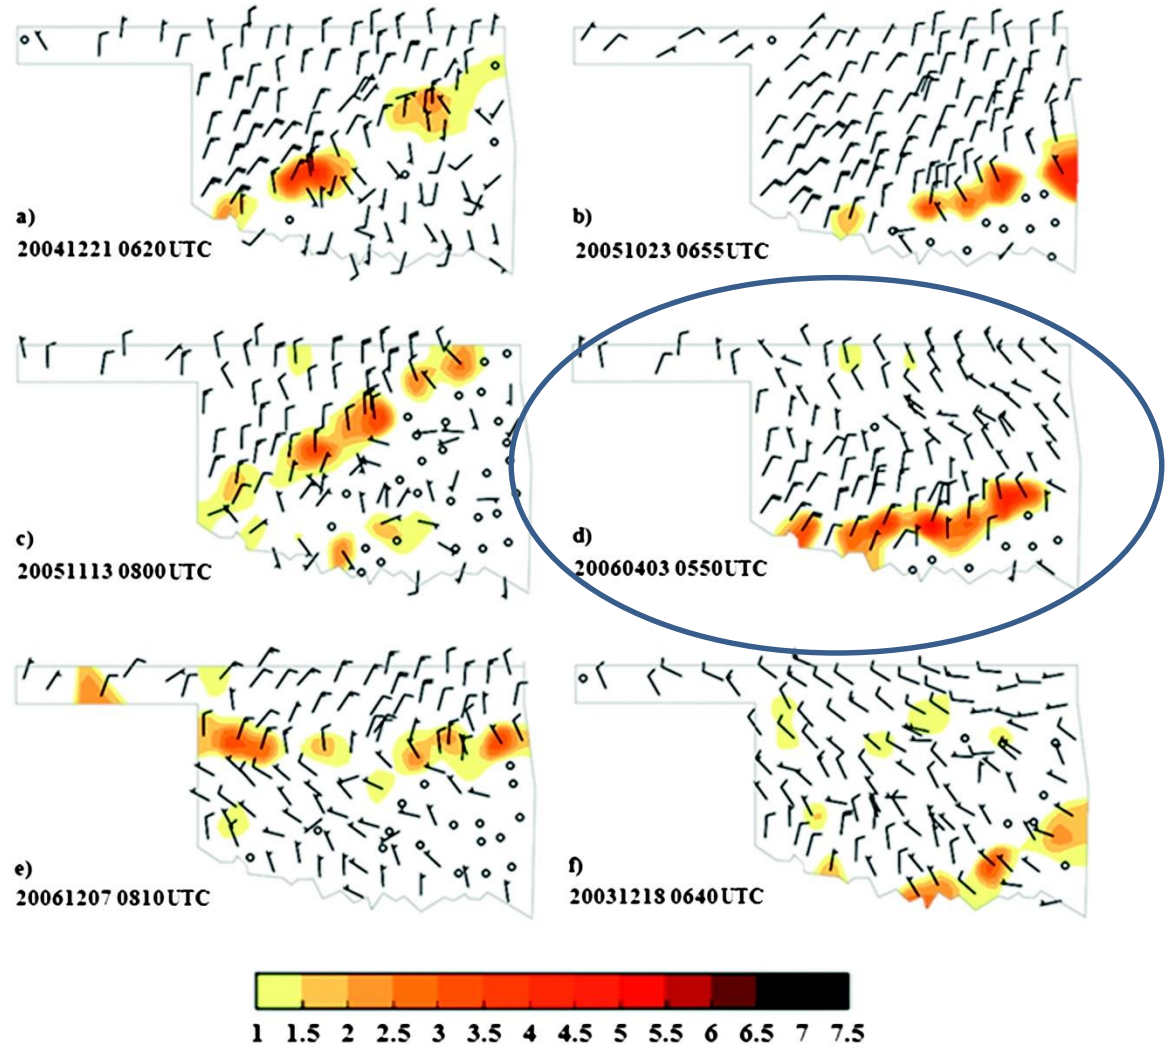 a)
20041221 0620UTC
b)
20051023 0655UTC
c)
20051113 0800UTC
d)
20060403 0550UTC
e)
20061207 0810UTC
f)
20031218 0640UTC
1 1.5 2 2.5 3 3.5 4 4.5 5 5.5 6 6.5 7 7.5